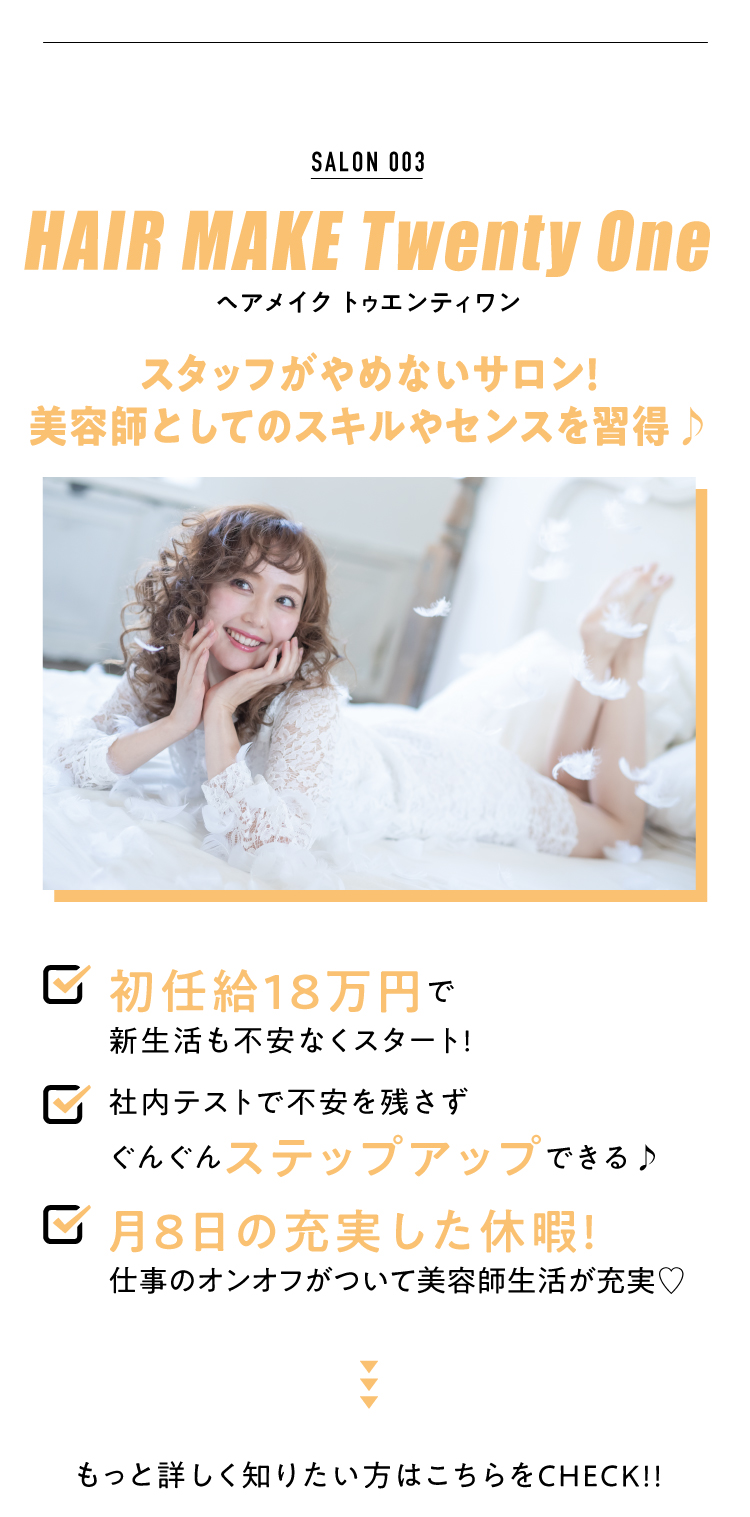 SALON 003
HAIR MAKE Twenty One
ヘアメイク トゥエンティワン
スタッフがやめないサロン!
美容師としてのスキルやセンスを習得♪
初任給18万円で
新生活も不安なくスタート!
社内テストで不安を残さず
ぐんぐんステップアップできる♪
月8日の充実した休暇!
仕事のオンオフがついて美容師生活が充実♡
もっと詳しく知りたい方はこちらをCHECK!!